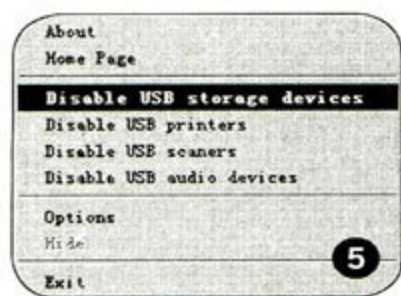 About
Home Page
Disable USB storage devices
Disable USB printers
Disable USB scaners
Disable USB audio devices
Options
Hide
Exit
5